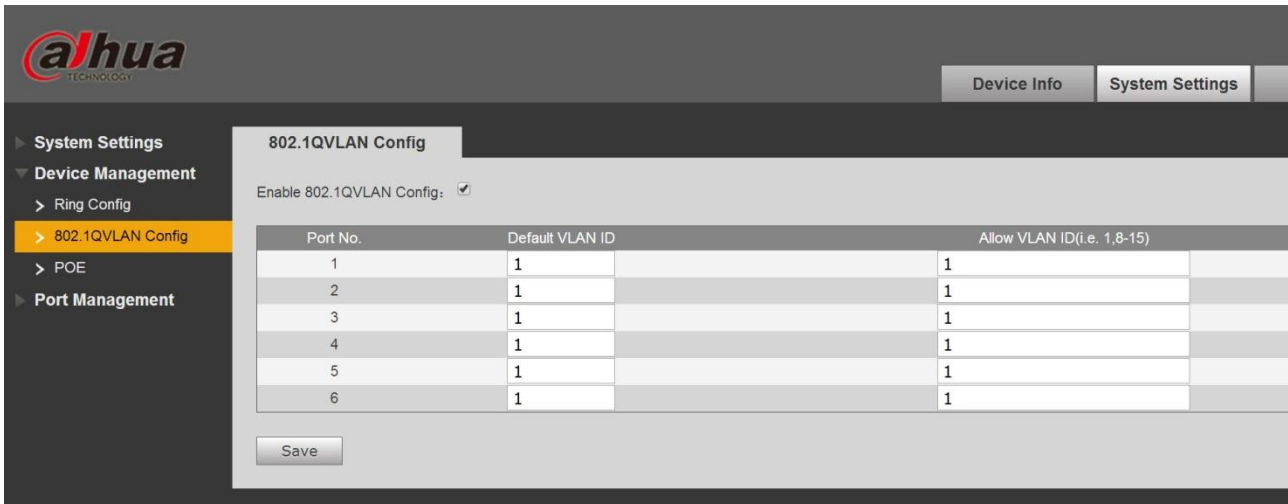 alhua
TECHNOLOGY
Device Info System Settings
System Settings
Device Management
Ring Config
802.1QVLAN Config
POE
Port Management
802.1QVLAN Config
Enable 802.1QVLAN Config:
Port No. Default VLAN ID Allow VLAN ID(i.e. 1,8-15)
1 1 1
2 1 1
3 1 1
4 1 1
5 1 1
6 1 1
Save